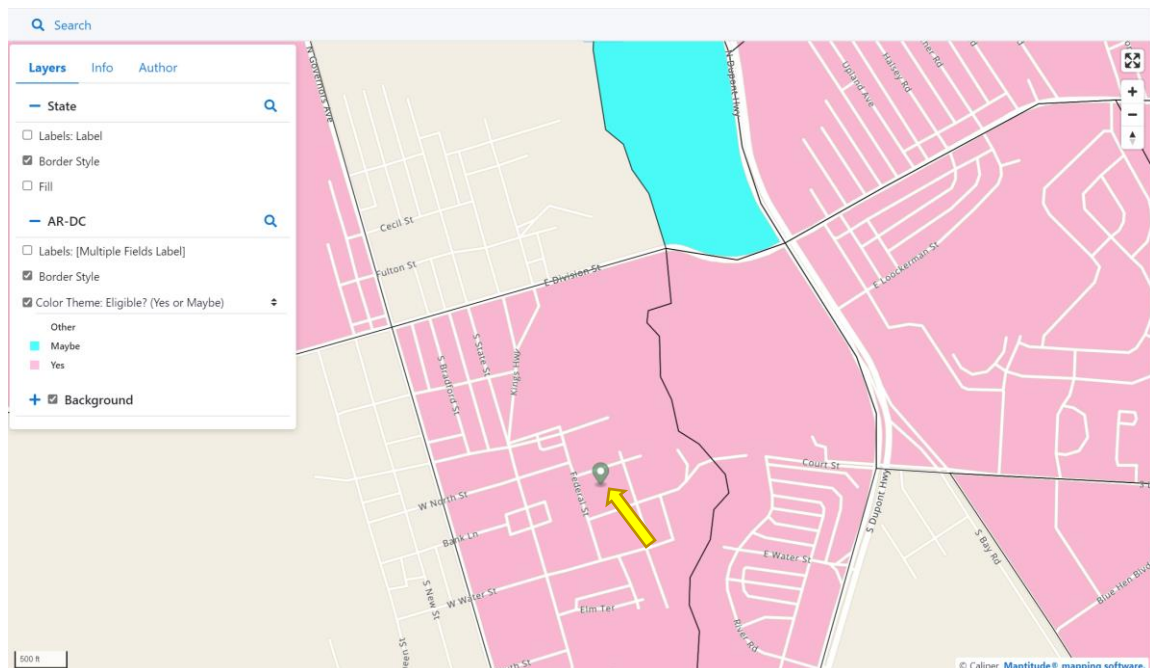 Search
Layers Info Author
State
Labels: Label
Border Style
Fill
AR-DC
Labels: [Multiple Fields Label]
Border Style
Color Theme: Eligible? (Yes or Maybe)
Other
Maybe
Yes
Background
N Governors Ave
N Dupont Hwy
Upland Ave
Halsey Rd
Cecil St
Fulton St
E Division St
E Loockerman St
S Bradford St
S State St
Kings Hwy
Court St
W North St
Federal St
S Dupont Hwy
Bank Ln
S Bay Rd
E Water St
W Water St
S New St
Elm Ter
River Rd
Blue Hen Blvd
500 ft
© Caliper, Mantitude® mapping software.